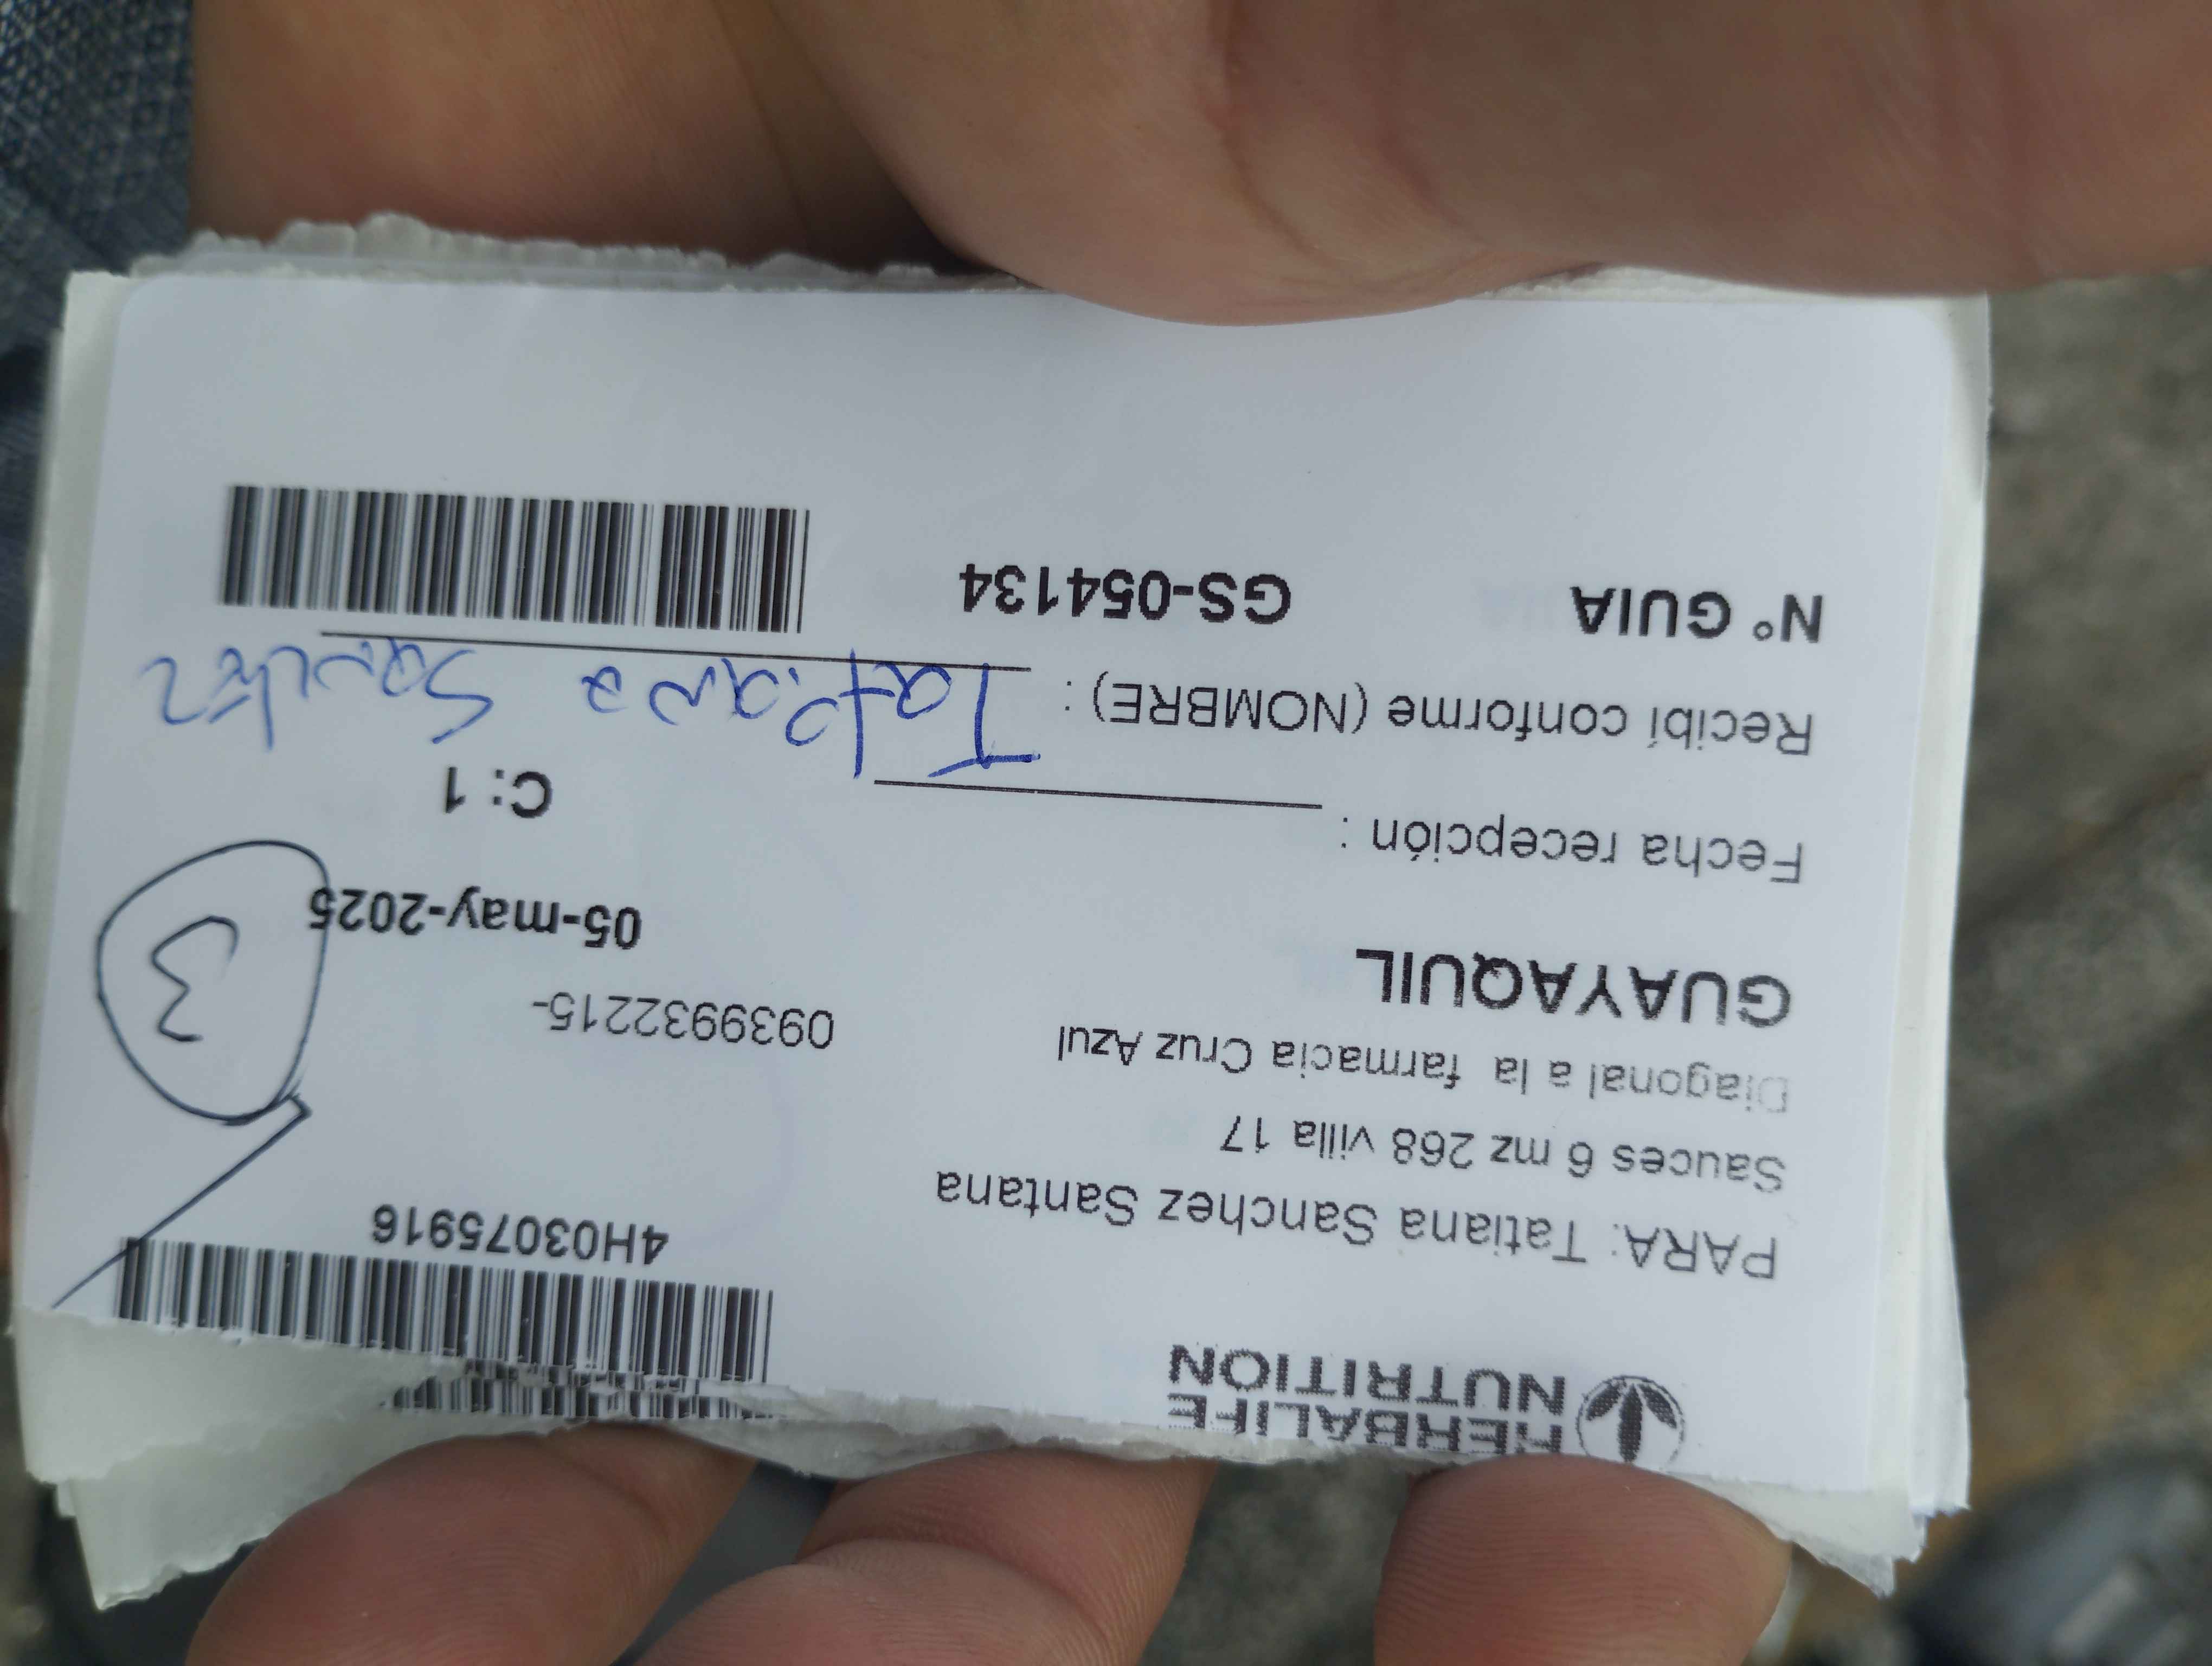 HERBALIFE
NUTRITION
4H03075916
PARA: Tatiana Sanchez Santana
Sauces 6 mz 268 villa 17
Diagonal a la farmacia Cruz Azul
0939932215-
GUAYAQUIL
05-may-2025
3
Fecha recepción :
C: 1
Recibí conforme (NOMBRE) : Tatiana Sanchez
N° GUIA GS-054134